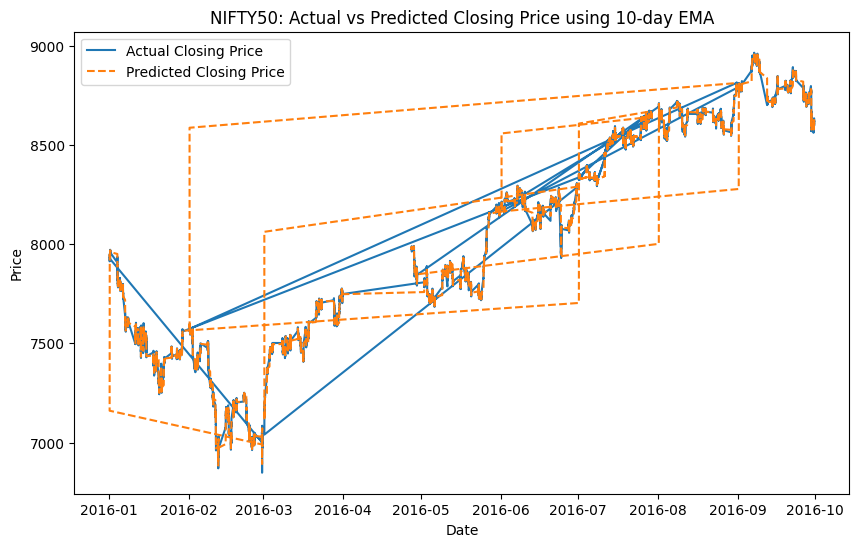 NIFTY50: Actual vs Predicted Closing Price using 10-day EMA
Actual Closing Price
Predicted Closing Price
9000
8500
8000
7500
7000
Price
2016-01 2016-02 2016-03 2016-04 2016-05 2016-06 2016-07 2016-08 2016-09 2016-10
Date